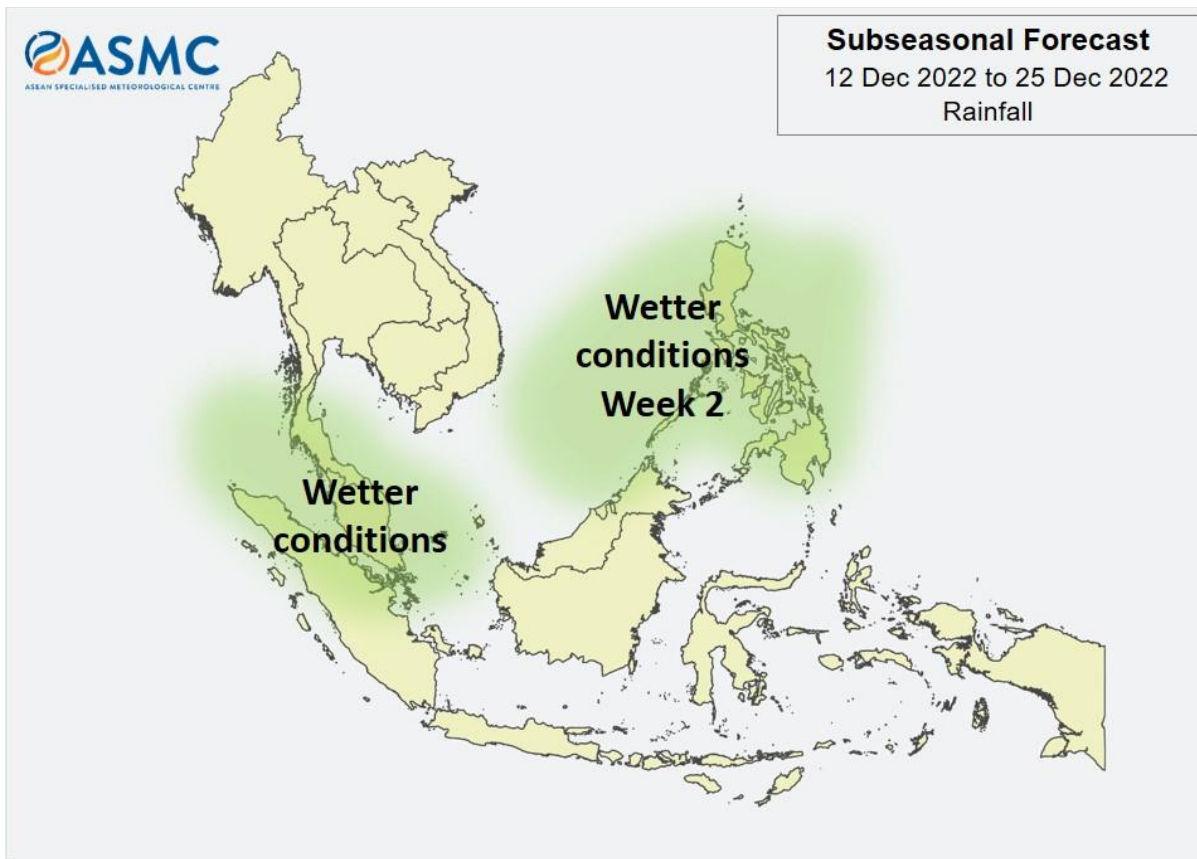 ASMC
ASEAN SPECIALISED METEOROLOGICAL CENTRE
Subseasonal Forecast
12 Dec 2022 to 25 Dec 2022
Rainfall
Wetter
conditions
Week 2
Wetter
conditions